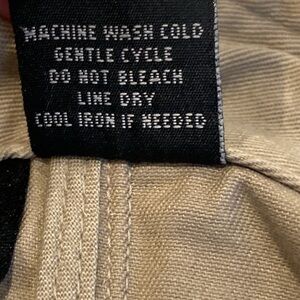 MACHINE WASH COLD
GENTLE CYCLE
DO NOT BLEACH
LINE DRY
COOL IRON IF NEEDED